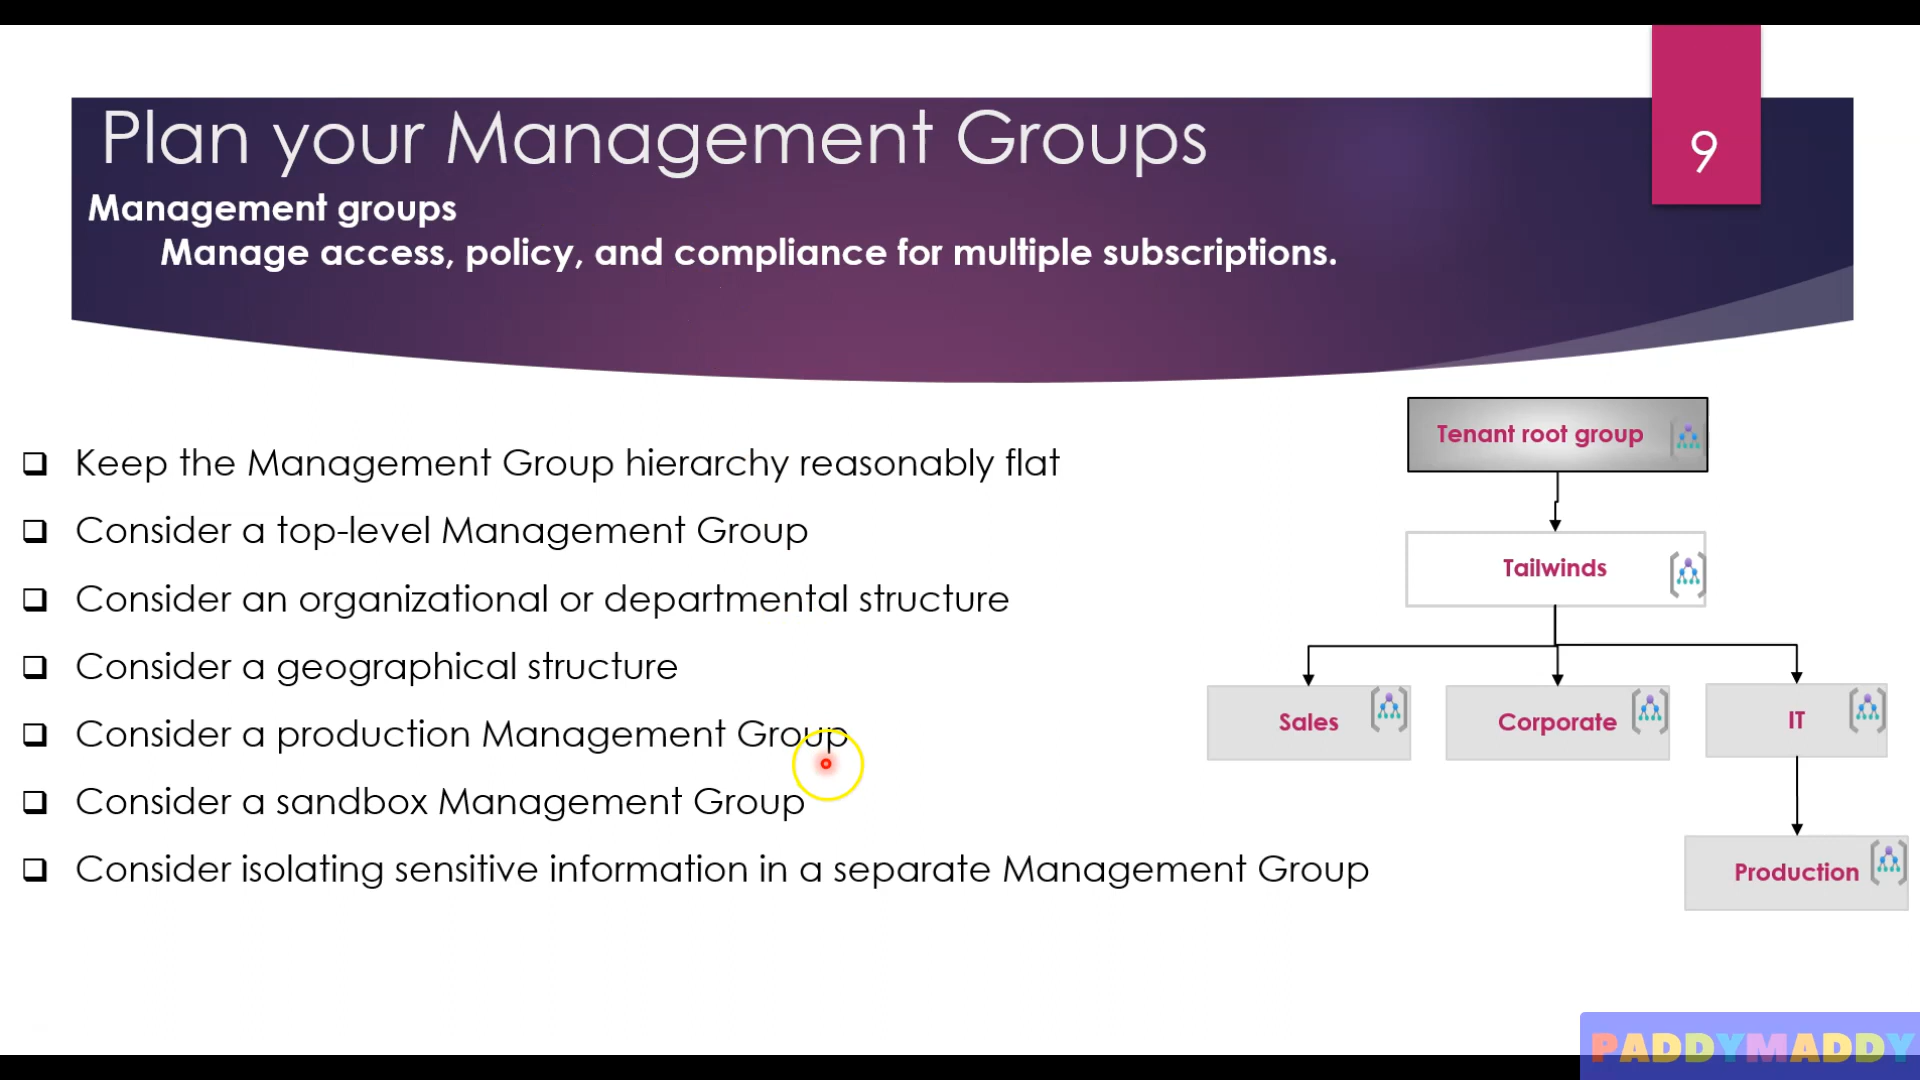 Plan your Management Groups
9
Management groups
Manage access, policy, and compliance for multiple subscriptions.
Keep the Management Group hierarchy reasonably flat
Consider a top-level Management Group
Consider an organizational or departmental structure
Consider a geographical structure
Consider a production Management Group
Consider a sandbox Management Group
Consider isolating sensitive information in a separate Management Group
Tenant root group
Tailwinds
Sales
Corporate
IT
Production
PADDYMADDY